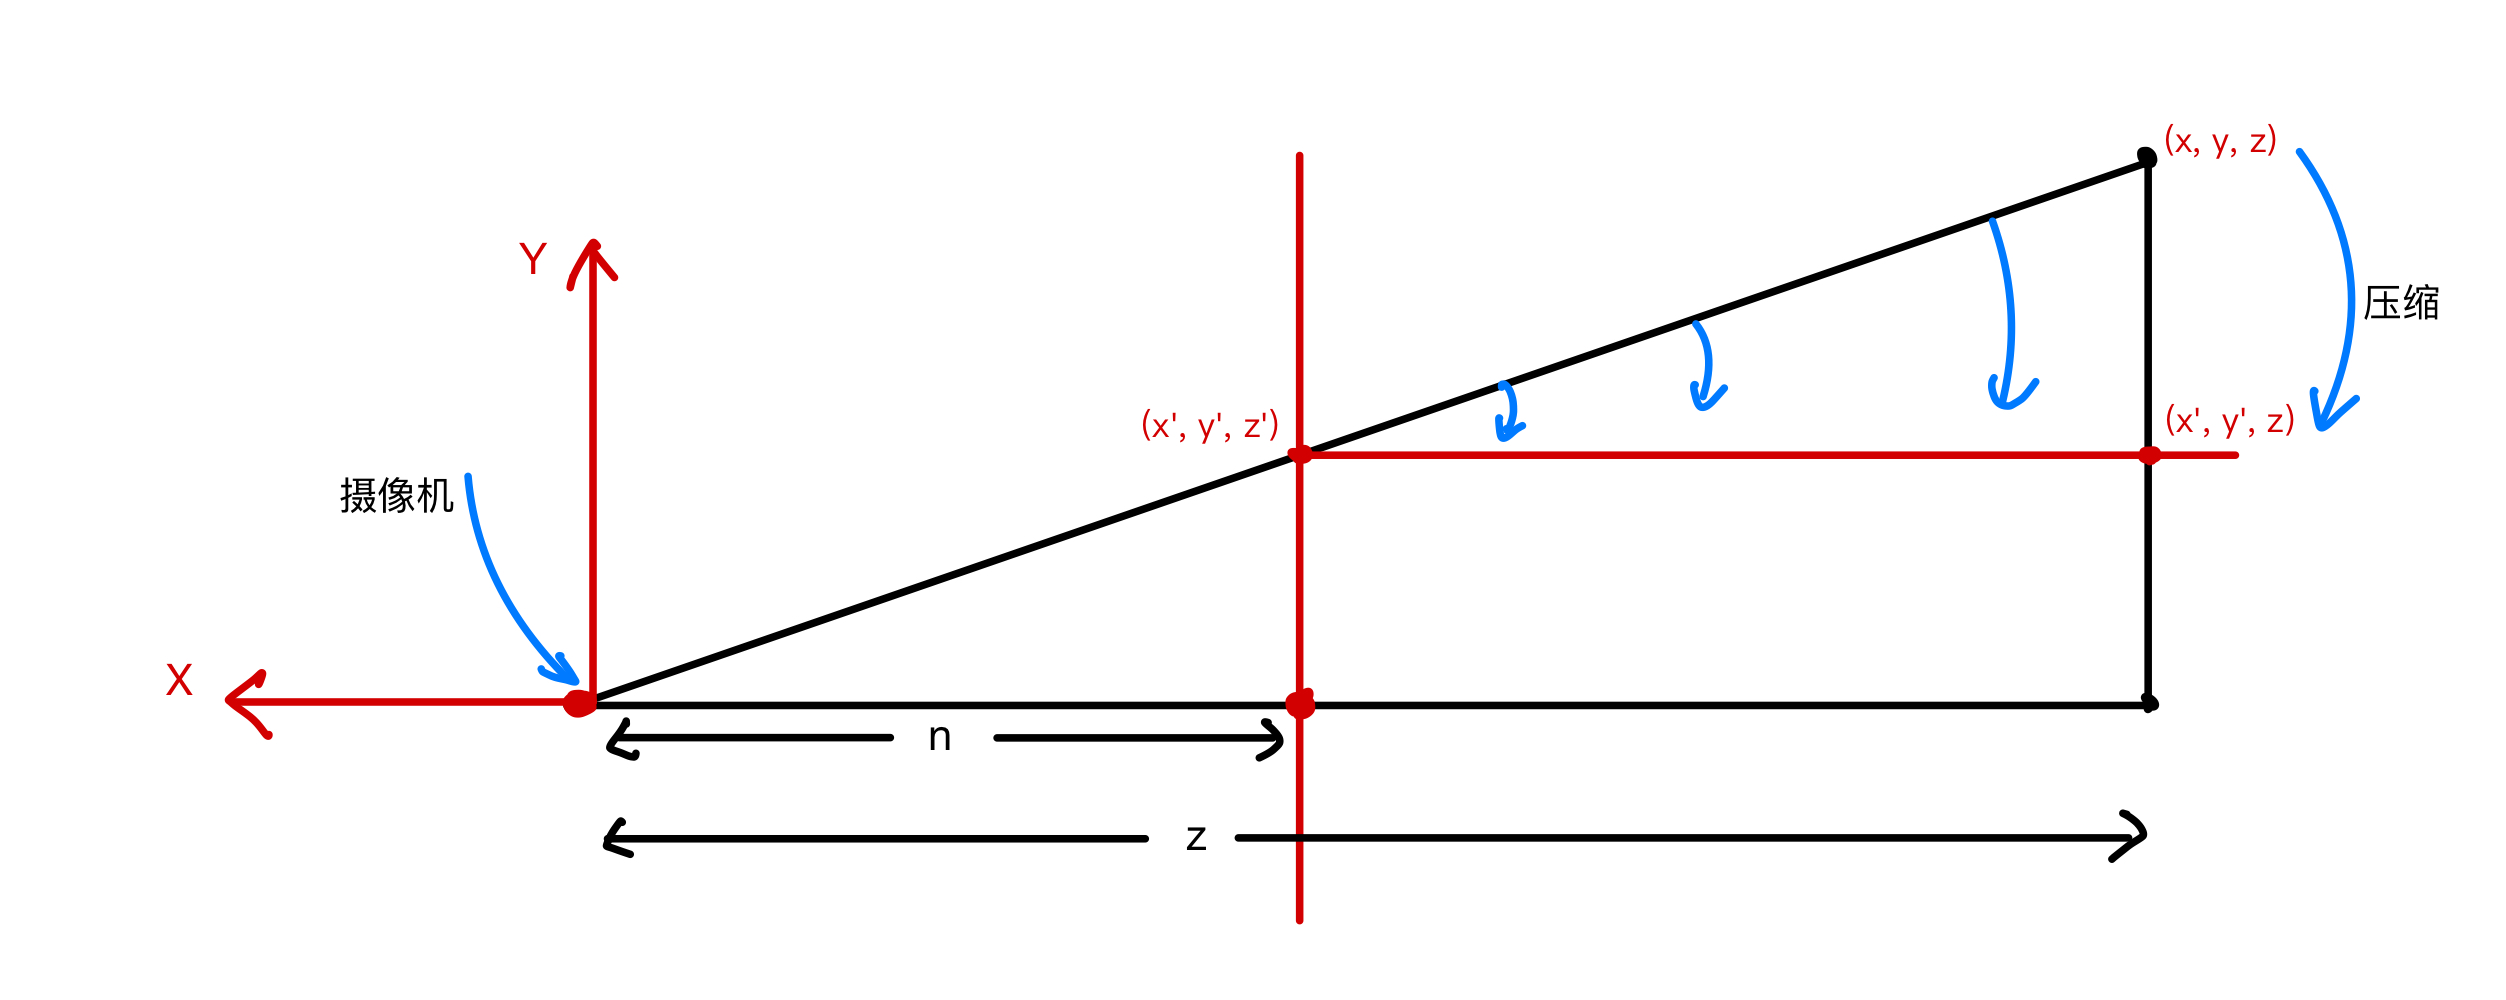 (x, y, z)
Y
压缩
(x', y', z')
(x', y', z)
摄像机
X
n
z